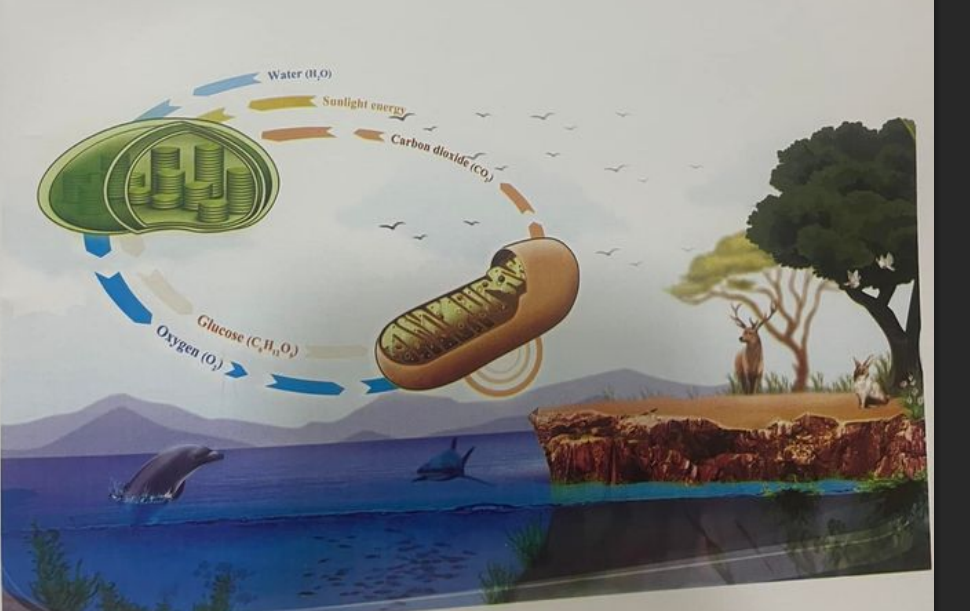 Water (H₂O)
Sunlight energy
Carbon dioxide (CO₂)
Glucose (C₆H₁₂O₆)
Oxygen (O₂)